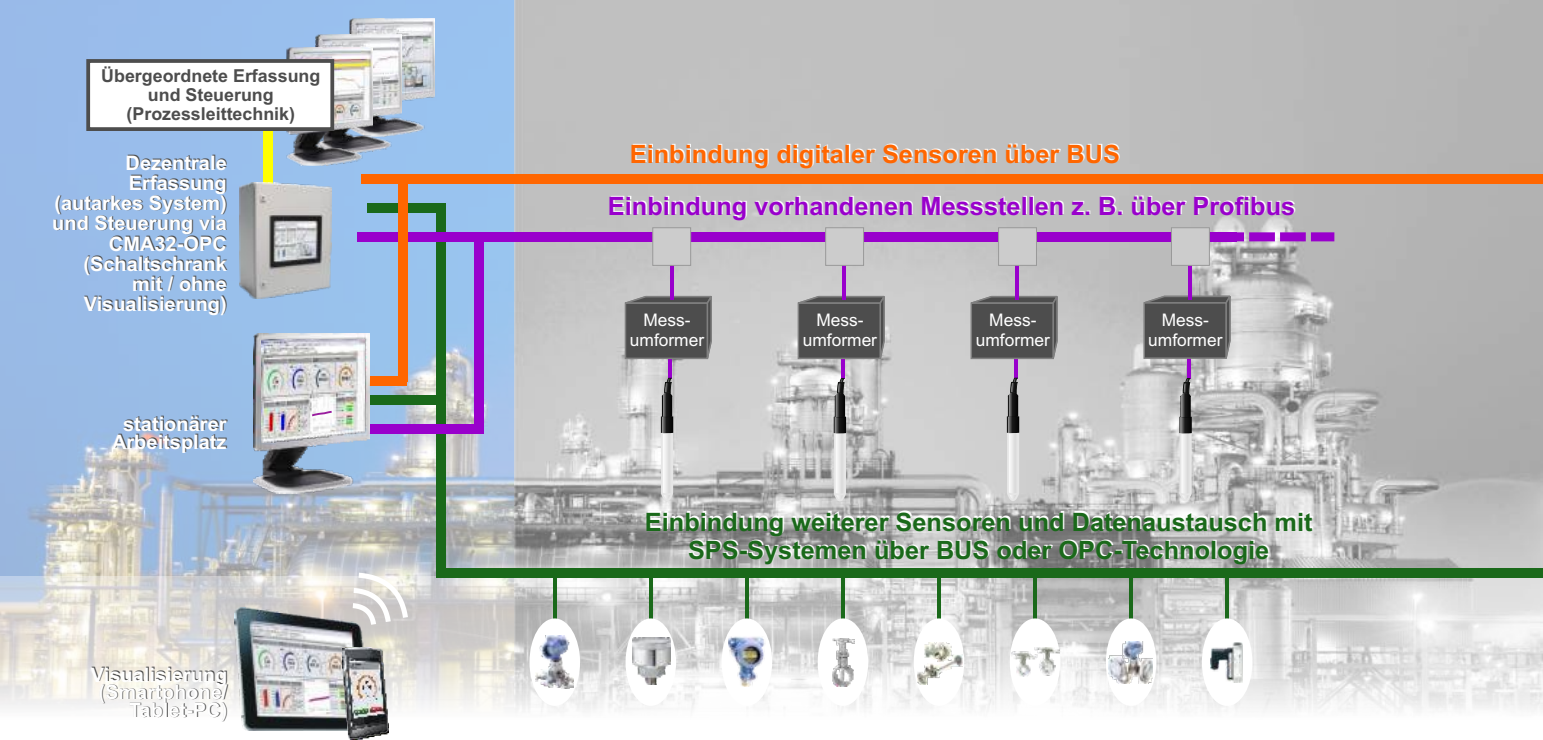 Übergeordnete Erfassung
und Steuerung
(Prozessleittechnik)
Dezentrale
Erfassung
(autarkes System)
und Steuerung via
CMA32-OPC
(Schaltschrank
mit / ohne
Visualisierung)
Einbindung digitaler Sensoren über BUS
Einbindung vorhandenen Messstellen z. B. über Profibus
Mess-
umformer
Mess-
umformer
Mess-
umformer
Mess-
umformer
stationärer
Arbeitsplatz
Einbindung weiterer Sensoren und Datenaustausch mit
SPS-Systemen über BUS oder OPC-Technologie
Visualisierung
(Smartphone/
Tablet-PC)